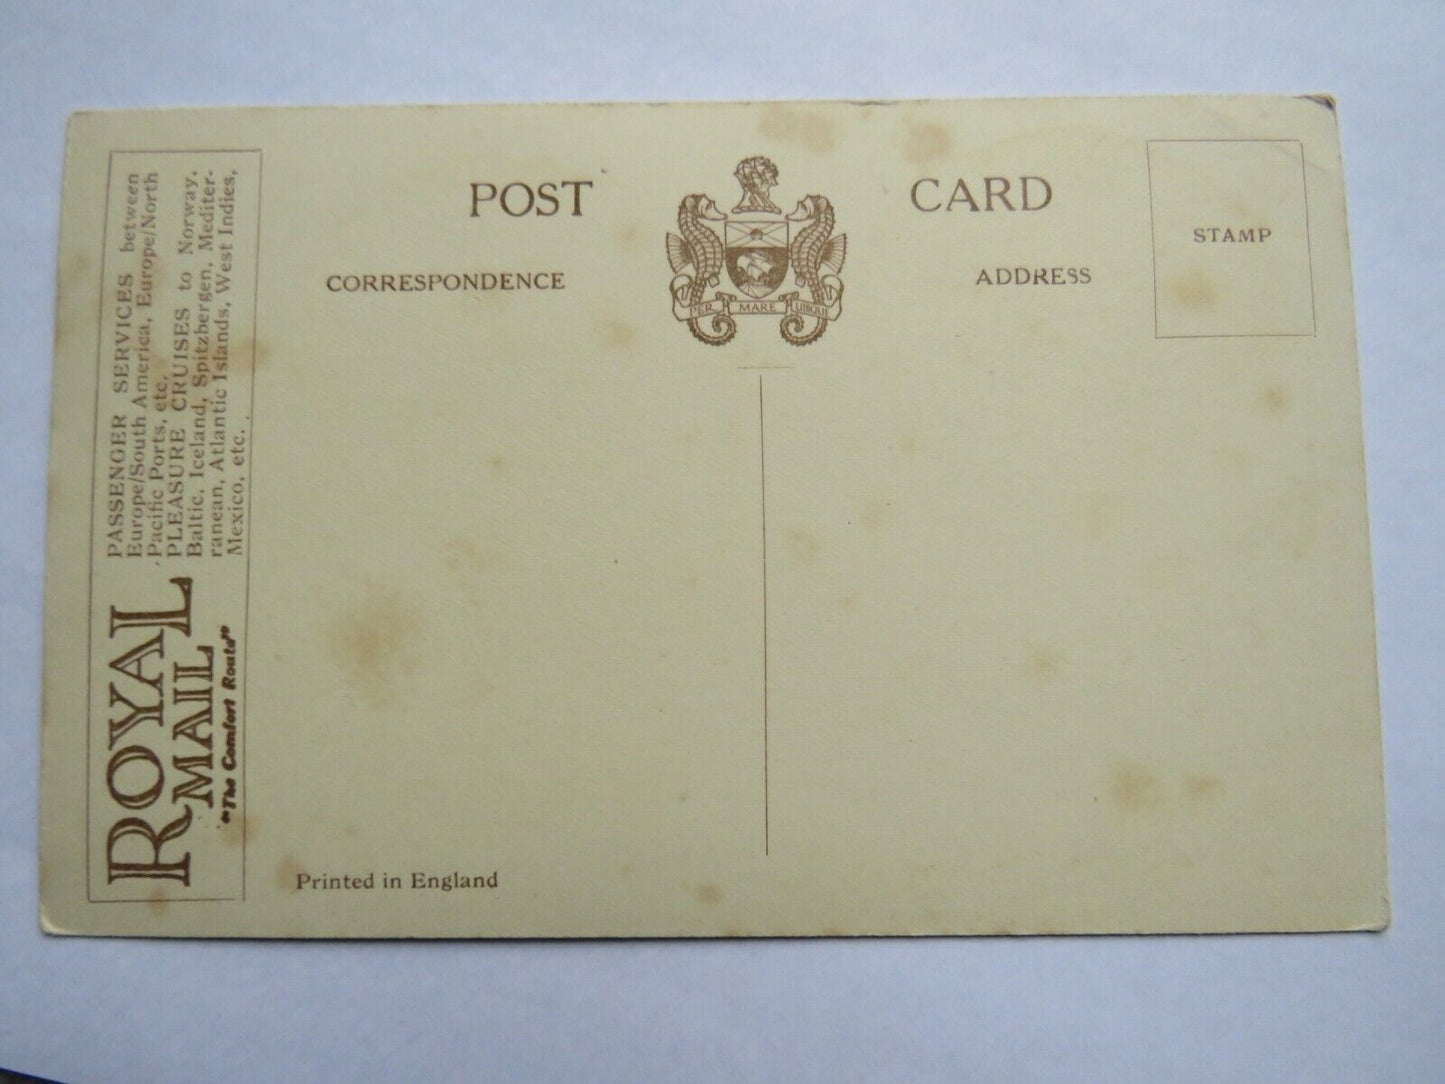 POST CARD
CORRESPONDENCE
ADDRESS
STAMP
PER MARE UBIQUE
ROYAL
MAIL
"The Comfort Route"
PASSENGER SERVICES between
Europe/South America, Europe/North
Pacific Ports, etc.
PLEASURE CRUISES to Norway,
Baltic, Iceland, Spitzbergen, Mediter-
ranean, Atlantic Islands, West Indies,
Mexico, etc.
Printed in England